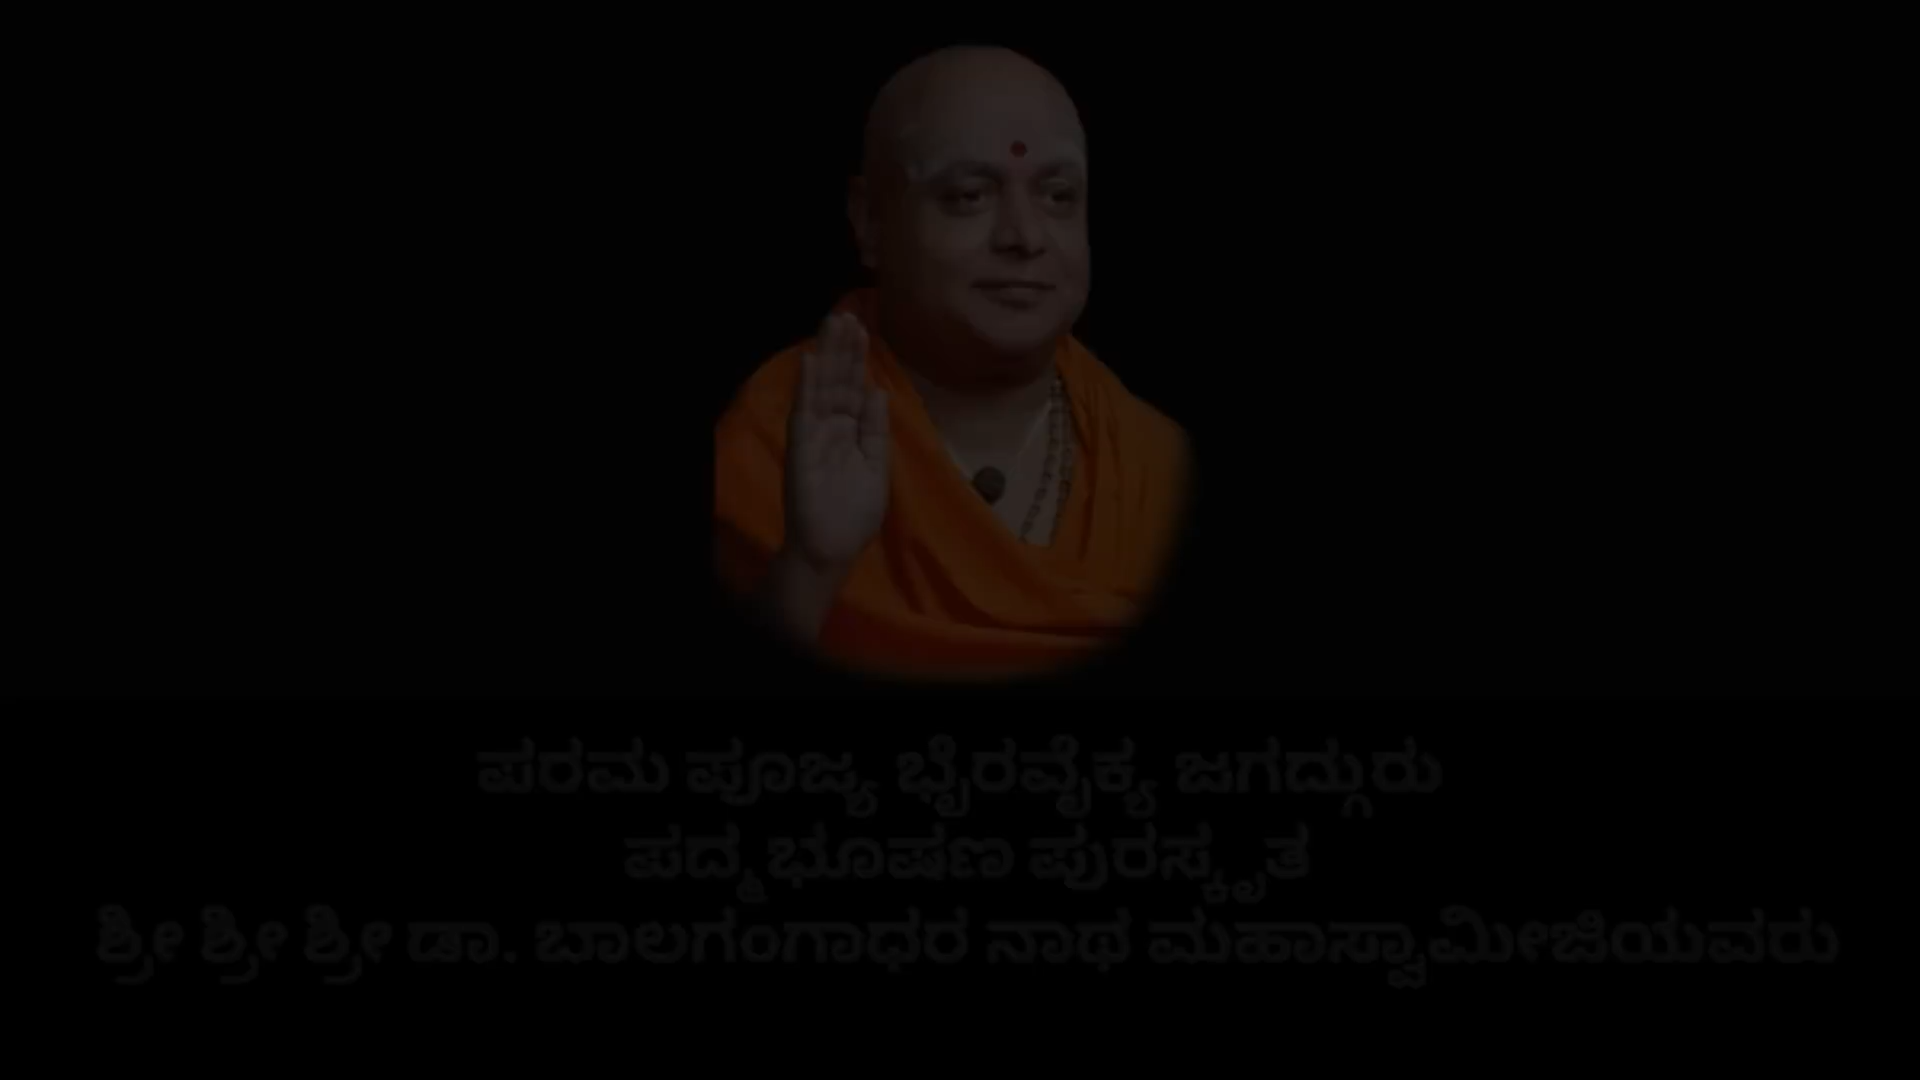 ಪರಮ ಪೂಜ್ಯ ಭೈರವೈಕ್ಯ ಜಗದ್ಗುರು
ಪದ್ಮಭೂಷಣ ಪುರಸ್ಕೃತ
ಶ್ರೀ ಶ್ರೀ ಶ್ರೀ ಡಾ. ಬಾಲಗಂಗಾಧರ ನಾಥ ಮಹಾಸ್ವಾಮೀಜಿಯವರು